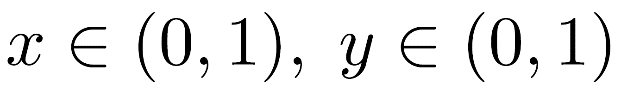 x ∈ (0, 1), y ∈ (0, 1)